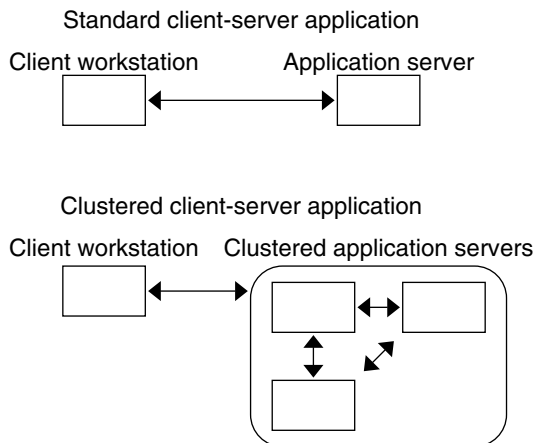 Standard client-server application
Client workstation Application server
Clustered client-server application
Client workstation Clustered application servers